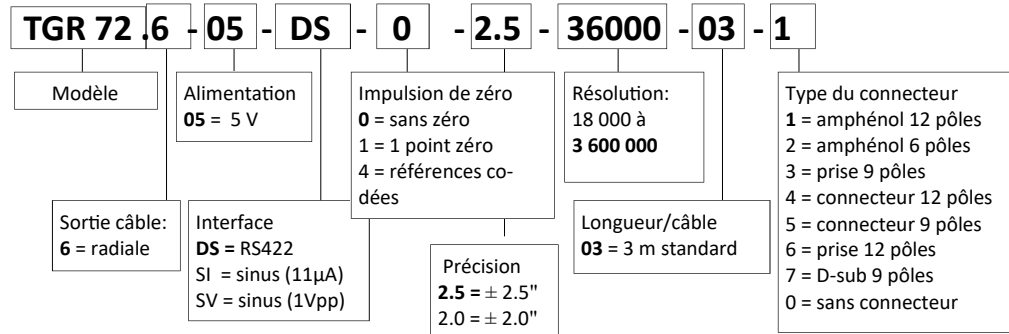 TGR 72 .6 - 05 - DS - 0 - 2.5 - 36000 - 03 - 1
Modèle
Alimentation
05 = 5 V
Impulsion de zéro
0 = sans zéro
1 = 1 point zéro
4 = références co-
dées
Résolution:
18 000 à
3 600 000
Type du connecteur
1 = amphénol 12 pôles
2 = amphénol 6 pôles
3 = prise 9 pôles
4 = connecteur 12 pôles
5 = connecteur 9 pôles
6 = prise 12 pôles
7 = D-sub 9 pôles
0 = sans connecteur
Sortie câble:
6 = radiale
Interface
DS = RS422
SI = sinus (11µA)
SV = sinus (1Vpp)
Longueur/câble
03 = 3 m standard
Précision
2.5 = ± 2.5"
2.0 = ± 2.0"